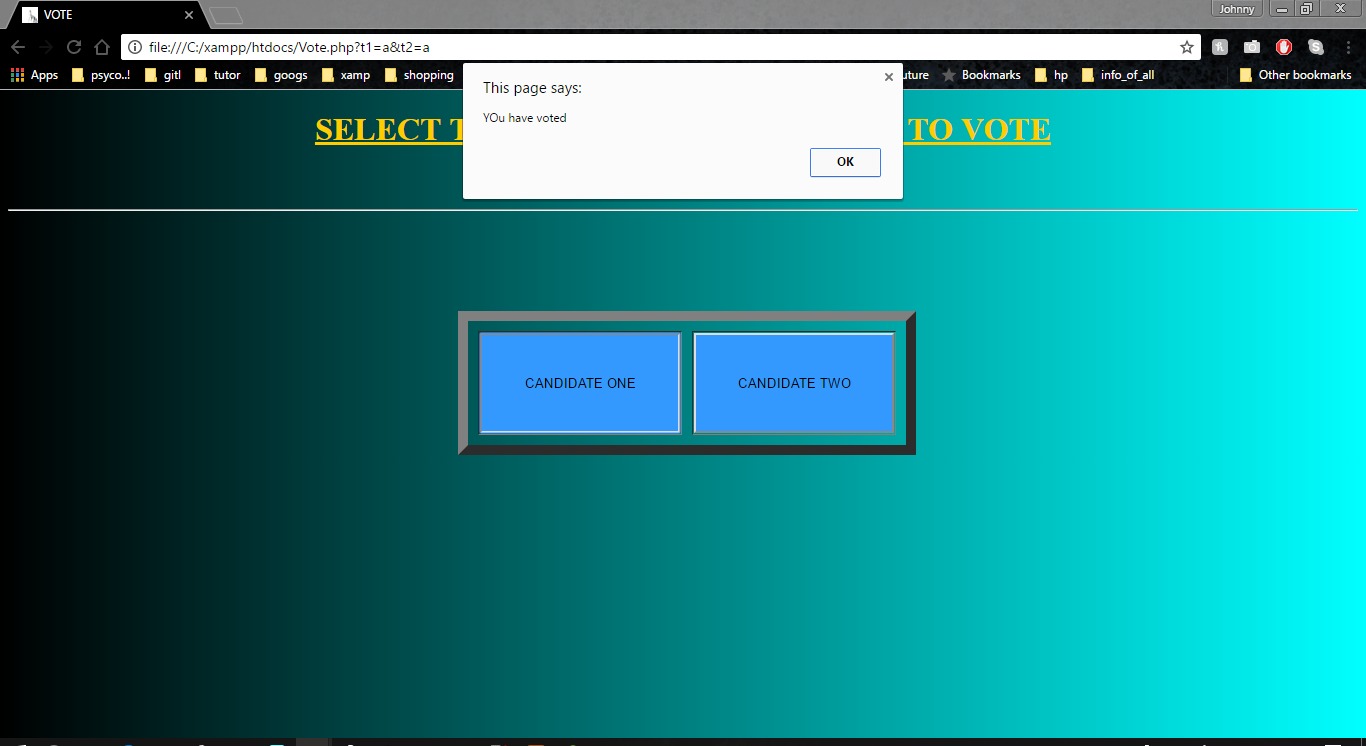 VOTE
Johnny
file:///C:/xampp/htdocs/Vote.php?t1=a&t2=a
Apps psyco..! gitl tutor googs xamp shopping uture Bookmarks hp info_of_all Other bookmarks
This page says:
YOu have voted
OK
SELECT T TO VOTE
CANDIDATE ONE CANDIDATE TWO